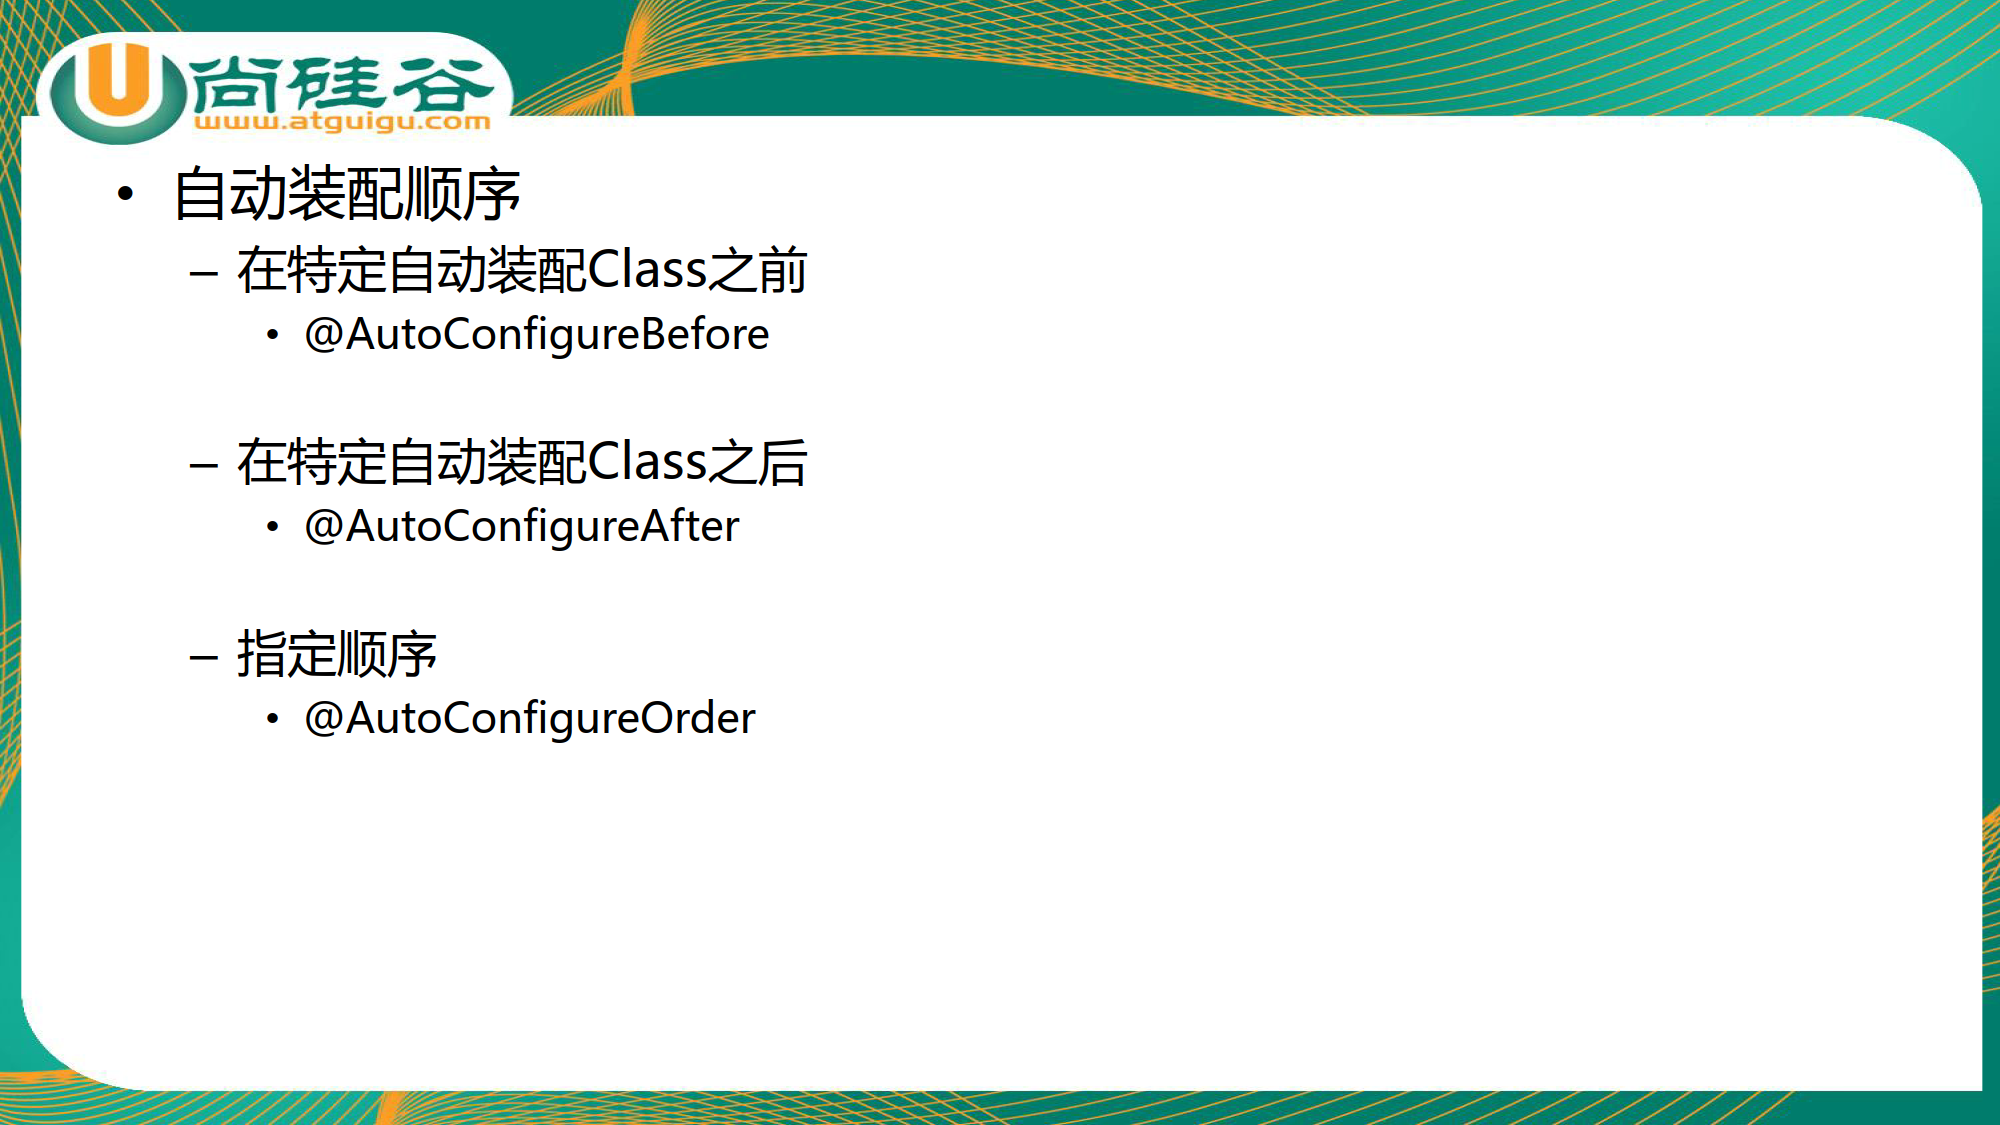 尚硅谷
www.atguigu.com
• 自动装配顺序
– 在特定自动装配Class之前
• @AutoConfigureBefore
– 在特定自动装配Class之后
• @AutoConfigureAfter
– 指定顺序
• @AutoConfigureOrder